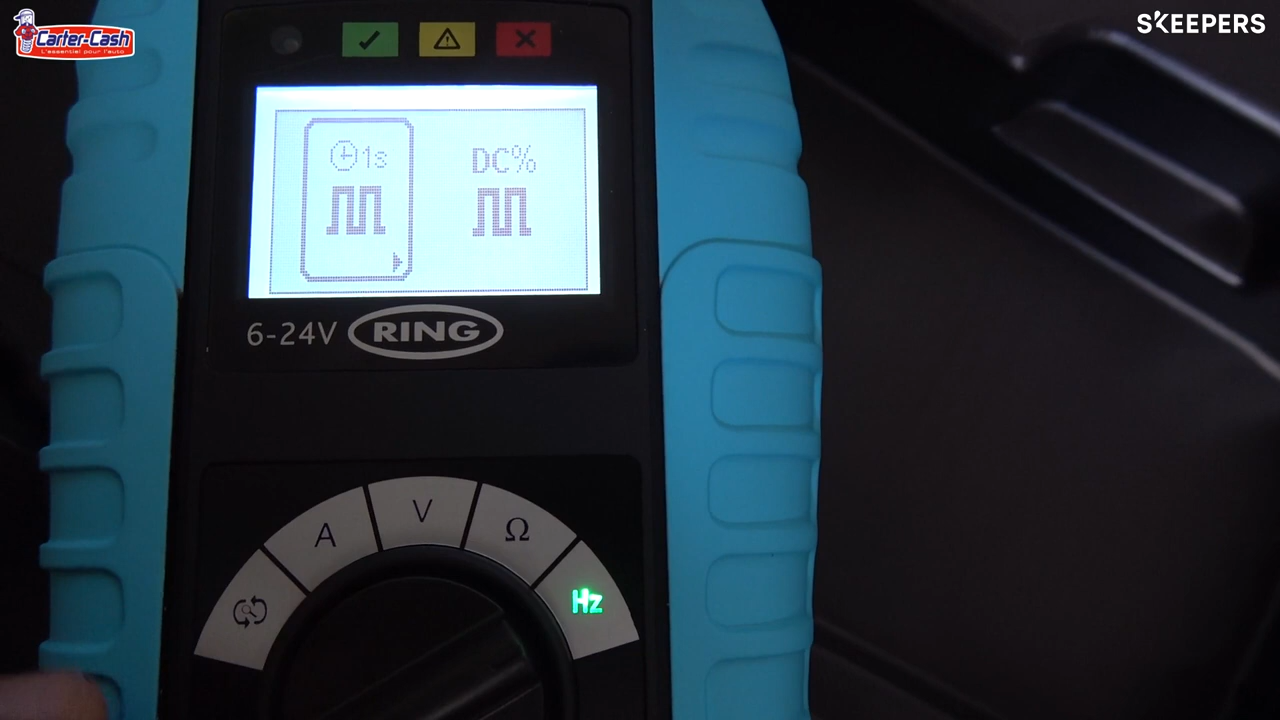 Carter-Cash
L'essentiel pour l'auto
SKEEPERS
1s
DC%
6-24V RING
A
V
Ω
Hz